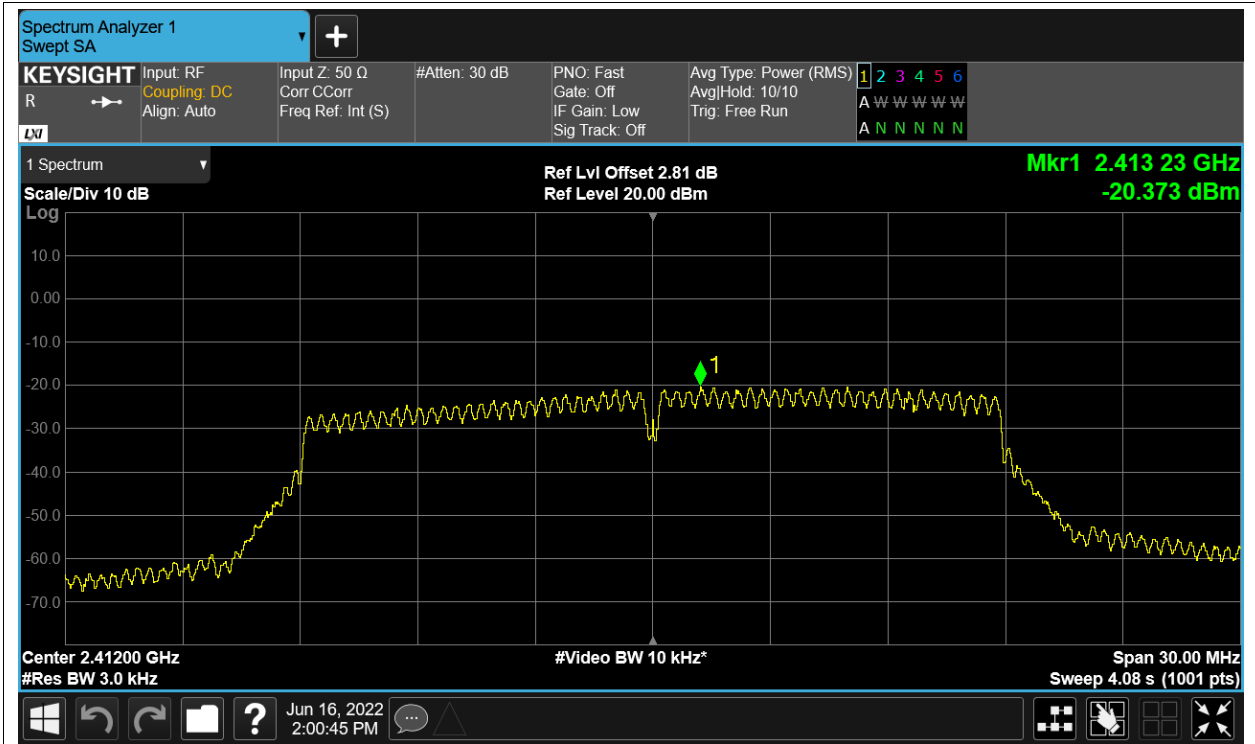 Spectrum Analyzer 1
Swept SA
+
KEYSIGHT
R
LXI
Input: RF
Coupling: DC
Align: Auto
Input Z: 50 Ω
Corr CCorr
Freq Ref: Int (S)
#Atten: 30 dB
PNO: Fast
Gate: Off
IF Gain: Low
Sig Track: Off
Avg Type: Power (RMS)
Avg|Hold: 10/10
Trig: Free Run
1 2 3 4 5 6
A W W W W W
A N N N N N
1 Spectrum
Scale/Div 10 dB
Log
Ref Lvl Offset 2.81 dB
Ref Level 20.00 dBm
Mkr1 2.413 23 GHz
-20.373 dBm
10.0
0.00
-10.0
1
-20.0
-30.0
-40.0
-50.0
-60.0
-70.0
Center 2.41200 GHz
#Video BW 10 kHz*
Span 30.00 MHz
#Res BW 3.0 kHz
Sweep 4.08 s (1001 pts)
?
Jun 16, 2022
2:00:45 PM